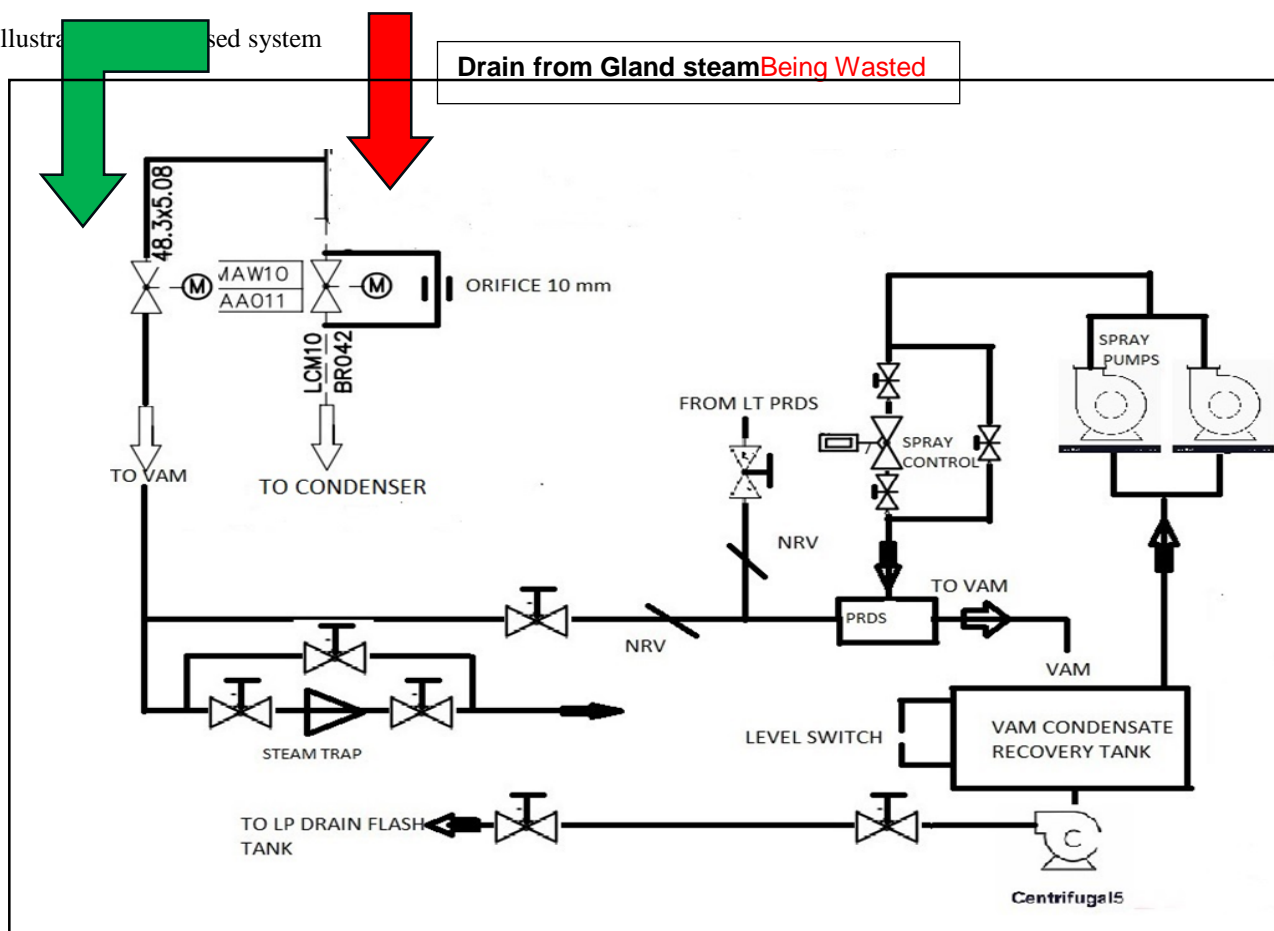 llustra sed system
Drain from Gland steamBeing Wasted
48.3x5.08
M
MAW10
AA011
M
ORIFICE 10 mm
LCM10
BR042
SPRAY
PUMPS
FROM LT PRDS
SPRAY
CONTROL
TO VAM
TO CONDENSER
NRV
TO VAM
PRDS
NRV
VAM
STEAM TRAP
LEVEL SWITCH
VAM CONDENSATE
RECOVERY TANK
TO LP DRAIN FLASH
TANK
C
Centrifugal5